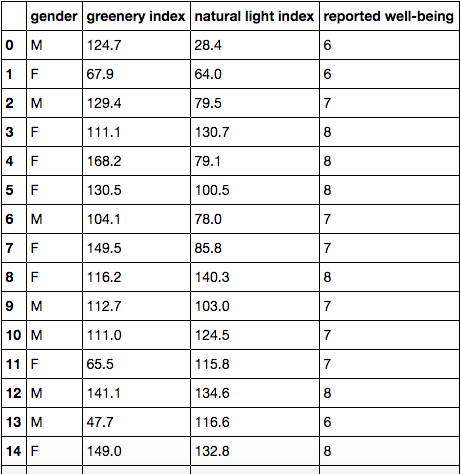 gender greenery index natural light index reported well-being
0 M 124.7 28.4 6
1 F 67.9 64.0 6
2 M 129.4 79.5 7
3 F 111.1 130.7 8
4 F 168.2 79.1 8
5 F 130.5 100.5 8
6 M 104.1 78.0 7
7 F 149.5 85.8 7
8 F 116.2 140.3 8
9 M 112.7 103.0 7
10 M 111.0 124.5 7
11 F 65.5 115.8 7
12 M 141.1 134.6 8
13 M 47.7 116.6 6
14 F 149.0 132.8 8